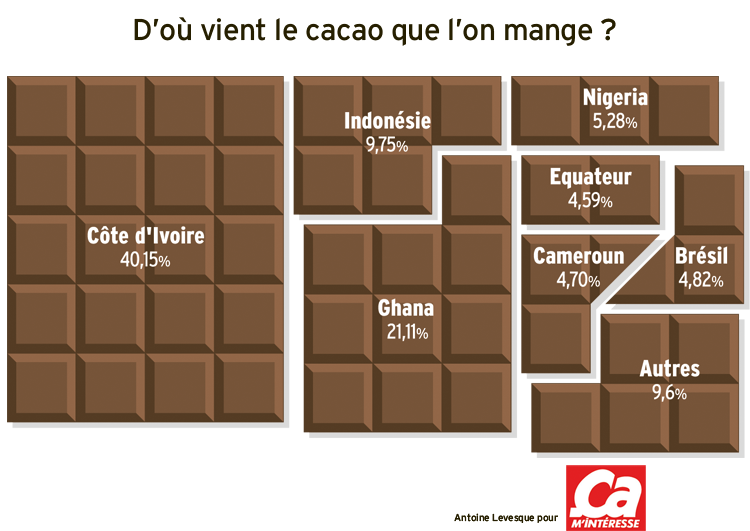 D'où vient le cacao que l'on mange ?
Côte d'Ivoire
40,15%
Indonésie
9,75%
Nigeria
5,28%
Equateur
4,59%
Cameroun
4,70%
Brésil
4,82%
Ghana
21,11%
Autres
9,6%
Antoine Levesque pour
Ça
M'INTÉRESSE